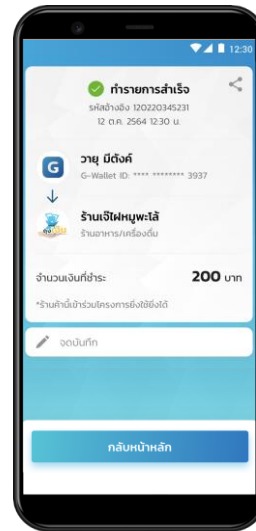 12:30
ทำรายการสำเร็จ
รหัสอ้างอิง 120220345231
12 ต.ค. 2564 12:30 น.
G
วายุ มีตังค์
G-Wallet ID: **** ******** 3937
ร้านเจ๊ไฝหมูพะโล้
ร้านอาหาร/เครื่องดื่ม
จำนวนเงินที่ชำระ 200 บาท
*ร้านค้านี้เข้าร่วมโครงการยิ่งใช้ยิ่งได้
จดบันทึก
กลับหน้าหลัก